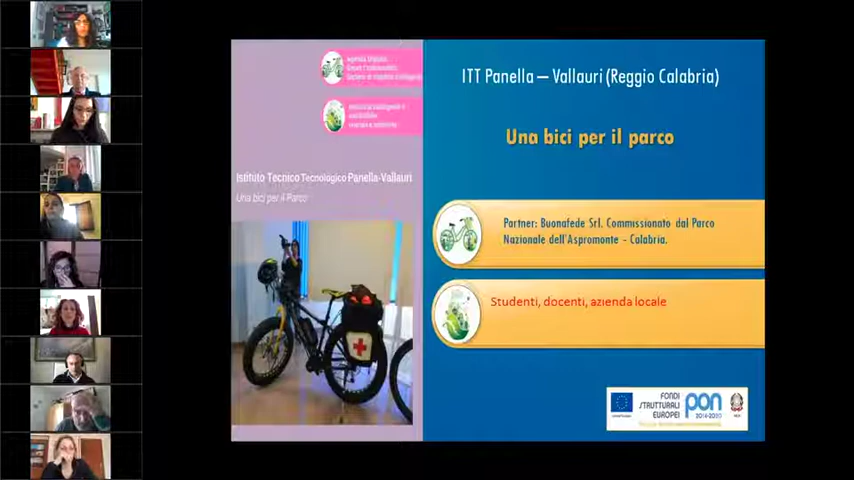 Istituto Tecnico Tecnologico Panella-Vallauri
Una bici per il Parco
ITT Panella – Vallauri (Reggio Calabria)
Una bici per il parco
Partner: Buonafede Srl. Commissionato dal Parco
Nazionale dell'Aspromonte - Calabria.
Studenti, docenti, azienda locale
FONDI
STRUTTURALI
EUROPEI
pon
2014-2020